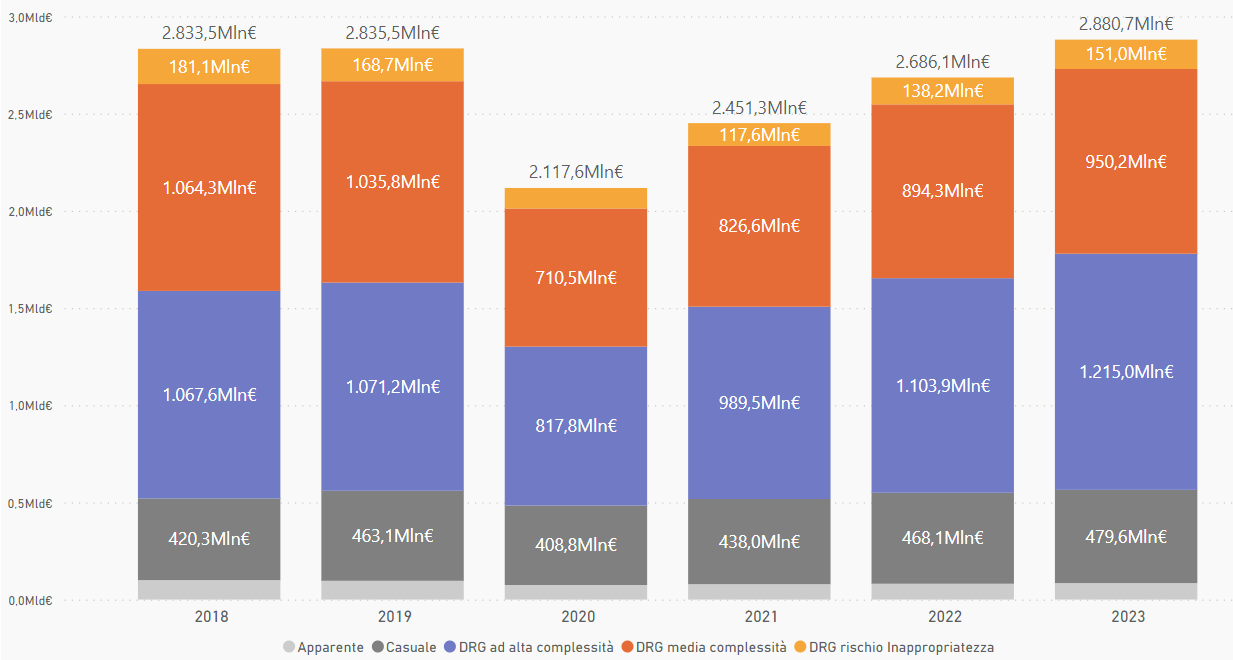 3,0Mld€
2,5Mld€
2,0Mld€
1,5Mld€
1,0Mld€
0,5Mld€
0,0Mld€
2.833,5Mln€
181,1Mln€
1.064,3Mln€
1.067,6Mln€
420,3Mln€
2018
2.835,5Mln€
168,7Mln€
1.035,8Mln€
1.071,2Mln€
463,1Mln€
2019
2.117,6Mln€
710,5Mln€
817,8Mln€
408,8Mln€
2020
2.451,3Mln€
117,6Mln€
826,6Mln€
989,5Mln€
438,0Mln€
2021
2.686,1Mln€
138,2Mln€
894,3Mln€
1.103,9Mln€
468,1Mln€
2022
2.880,7Mln€
151,0Mln€
950,2Mln€
1.215,0Mln€
479,6Mln€
2023
Apparente Casuale DRG ad alta complessità DRG media complessità DRG rischio Inappropriatezza